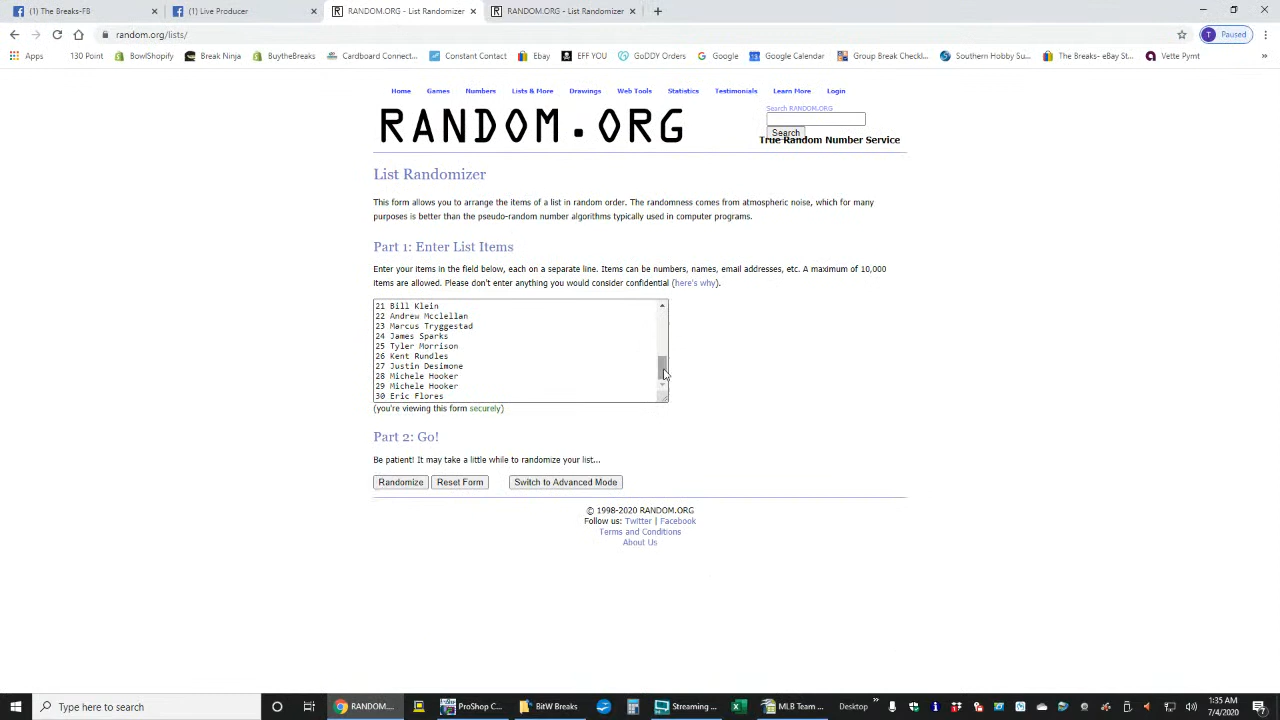 (1) The Breaks-FB
(1) Live Producer
RANDOM.ORG - List Randomizer
RANDOM.ORG - List Randomizer
random.org/lists/
Paused
Apps
130 Point
BowlShopify
Break Ninja
BuytheBreaks
Cardboard Connect...
Constant Contact
Ebay
EFF YOU
GoDDY Orders
Google
Google Calendar
Group Break Checkl...
Southern Hobby Su...
The Breaks- eBay St...
Vette Pymt
Home Games Numbers Lists & More Drawings Web Tools Statistics Testimonials Learn More Login
Search RANDOM.ORG
Search
RANDOM.ORG
True Random Number Service
List Randomizer
This form allows you to arrange the items of a list in random order. The randomness comes from atmospheric noise, which for many
purposes is better than the pseudo-random number algorithms typically used in computer programs.
Part 1: Enter List Items
Enter your items in the field below, each on a separate line. Items can be numbers, names, email addresses, etc. A maximum of 10,000
items are allowed. Please don't enter anything you would consider confidential (here's why).
21 Bill Klein
22 Andrew Mcclellan
23 Marcus Tryggestad
24 James Sparks
25 Tyler Morrison
26 Kent Rundles
27 Justin Desimone
28 Michele Hooker
29 Michele Hooker
30 Eric Flores
(you're viewing this form securely)
Part 2: Go!
Be patient! It may take a little while to randomize your list...
Randomize Reset Form Switch to Advanced Mode
© 1998-2020 RANDOM.ORG
Follow us: Twitter | Facebook
Terms and Conditions
About Us
Type here to search
RANDOM....
ProShop C...
BitW Breaks
Streaming ...
MLB Team ...
Desktop
1:35 AM
7/4/2020